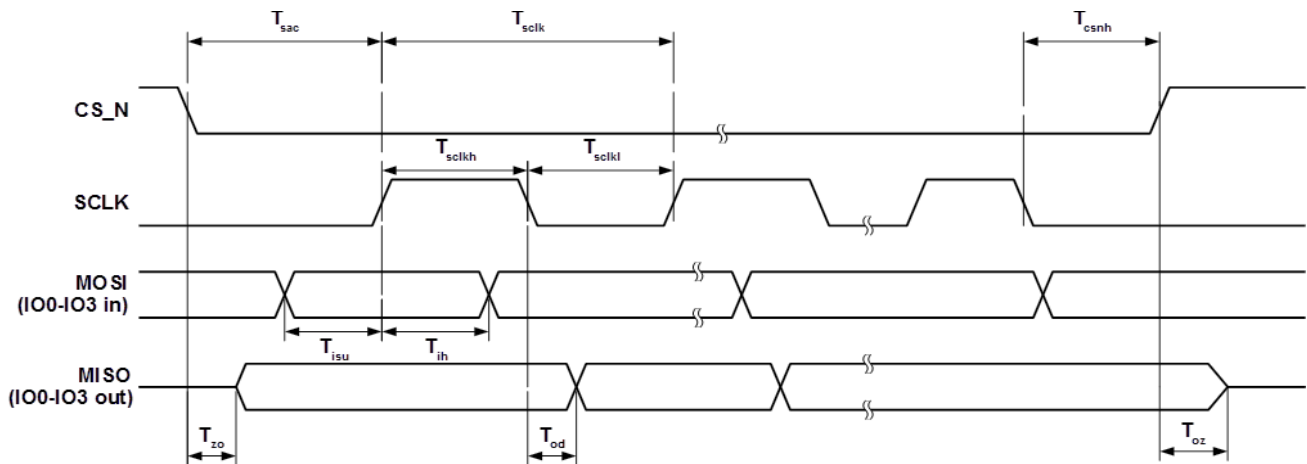 Tsac
Tsclk
Tcsnh
CS_N
Tsclkh
Tsclkl
SCLK
MOSI
(IO0-IO3 in)
Tisu
Tih
MISO
(IO0-IO3 out)
Tzo
Tod
Toz